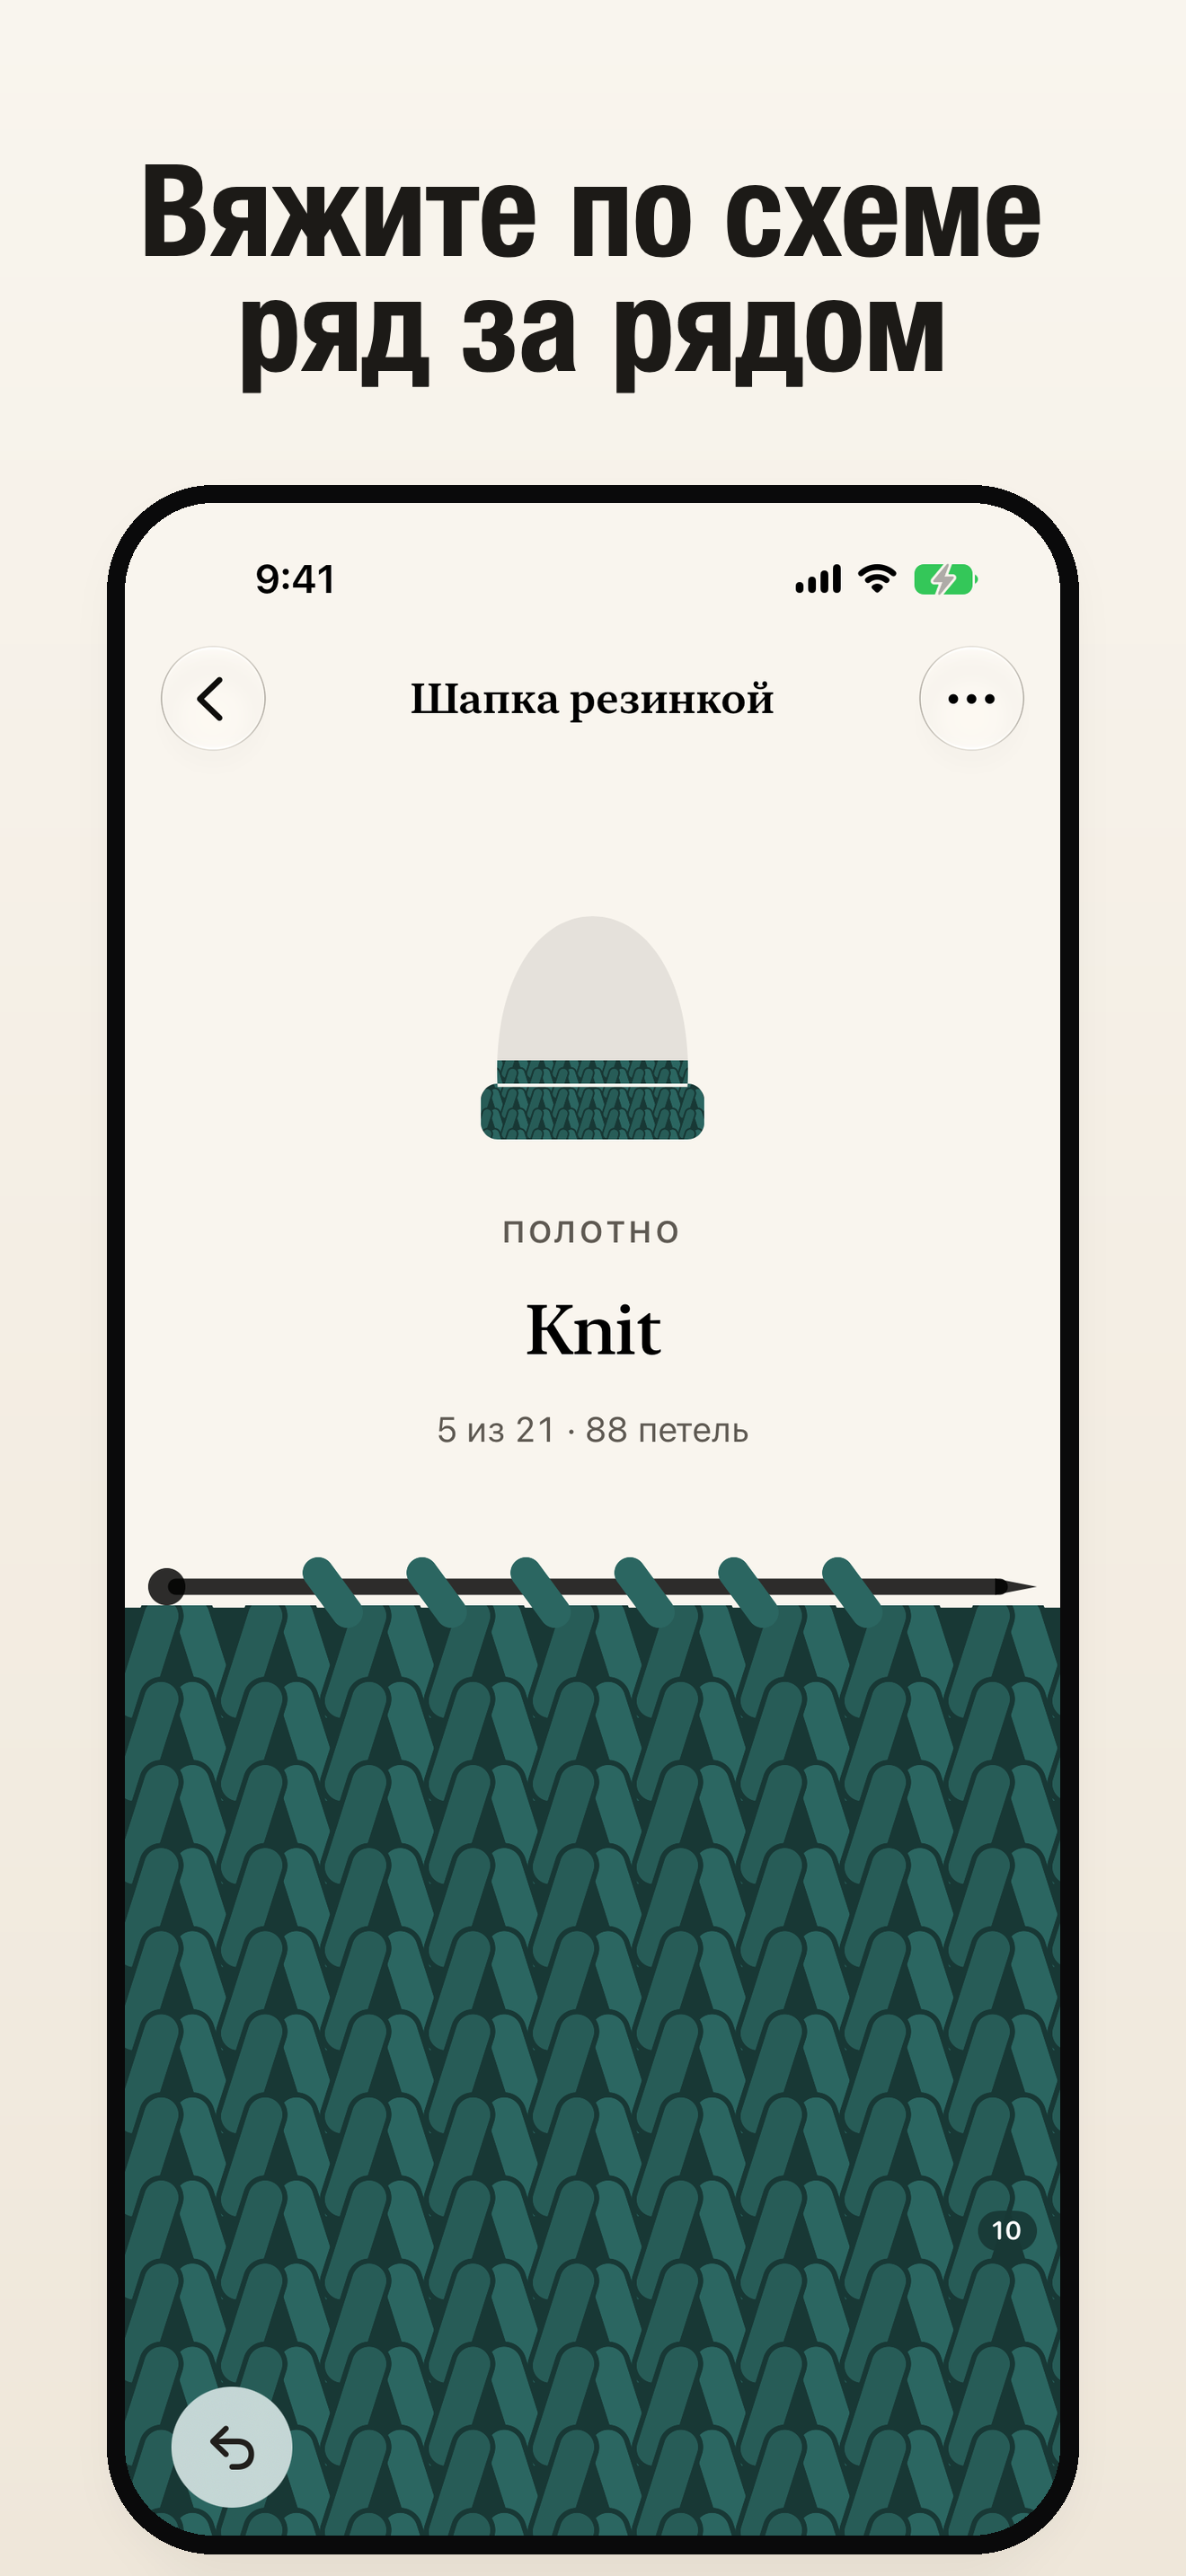 Вяжите по схеме
ряд за рядом
9:41
Шапка резинкой
ПОЛОТНО
Knit
5 из 21 · 88 петель
10